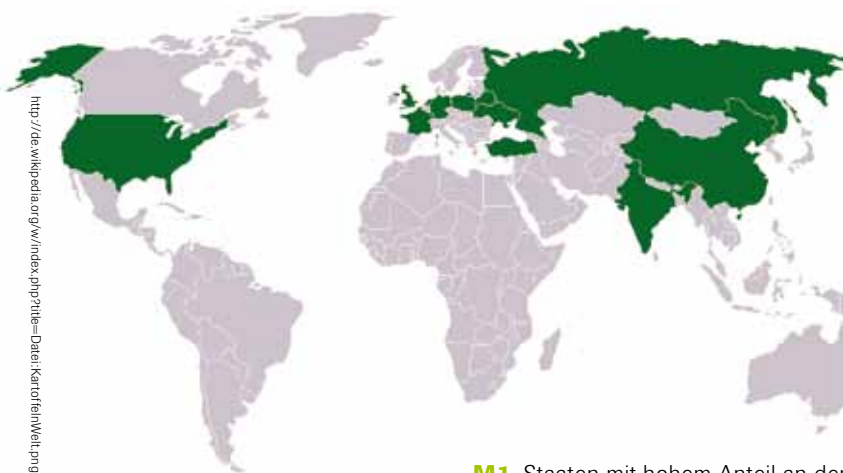 http://de.wikipedia.org/w/index.php?title=Datei:KartoffelnWelt.png
M1 Staaten mit hohem Anteil an der